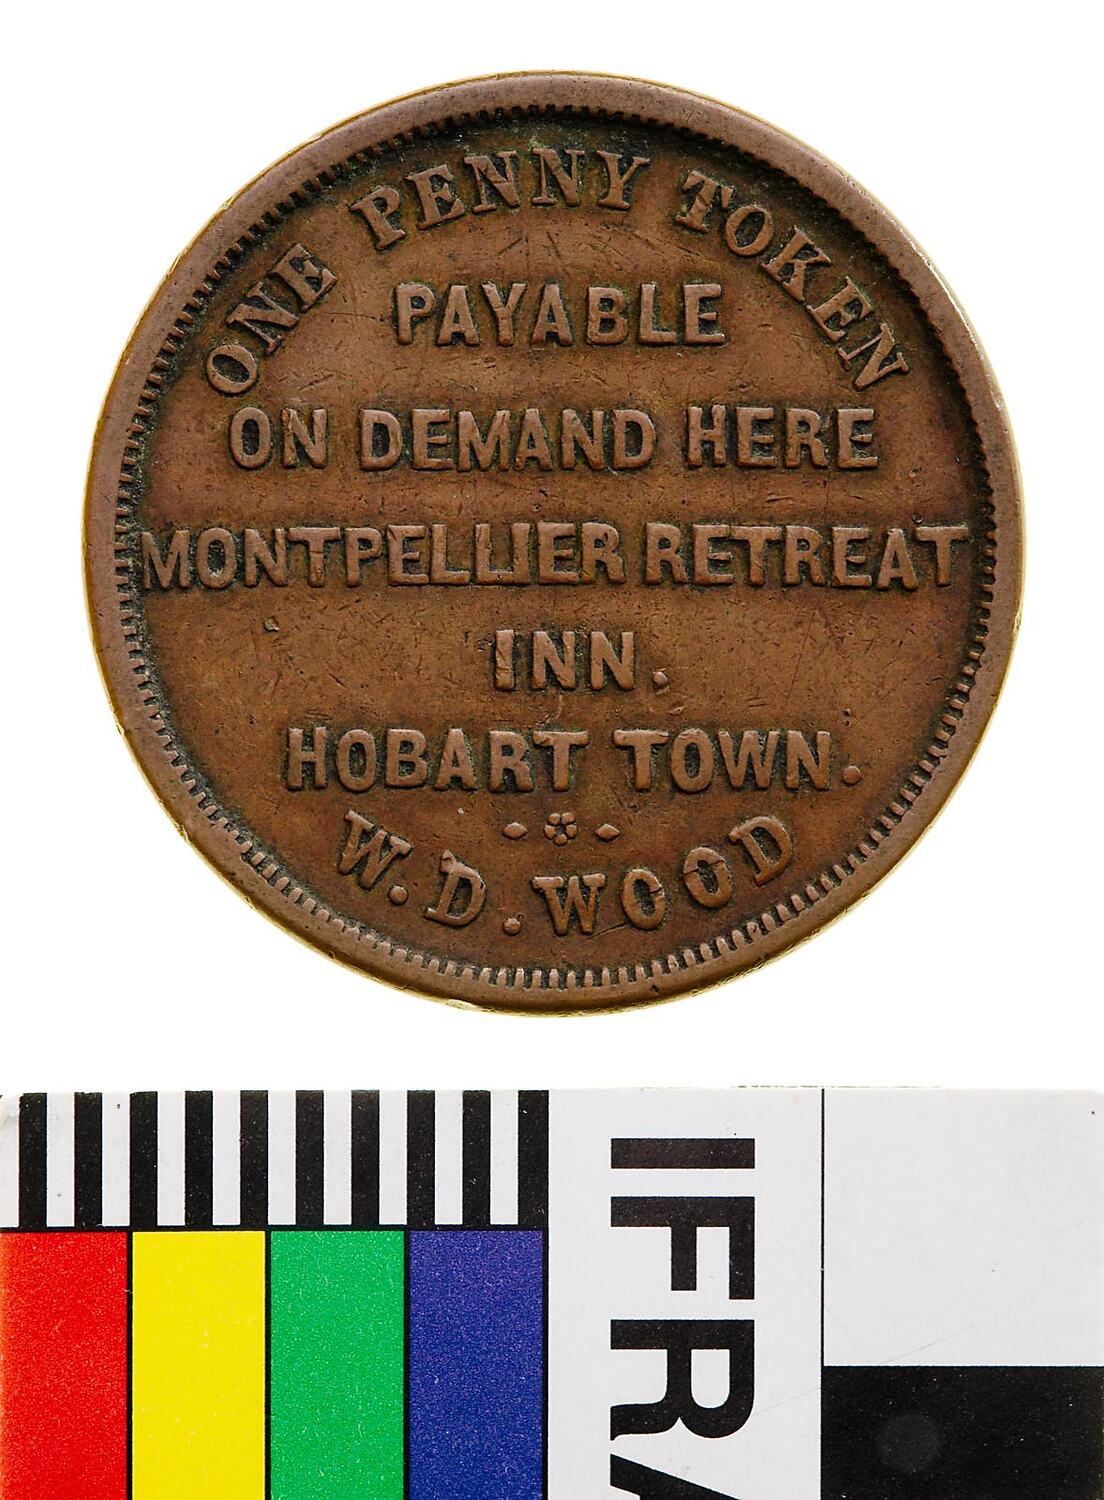 ONE PENNY TOKEN
PAYABLE
ON DEMAND HERE
MONTPELLIER RETREAT
INN.
HOBART TOWN.
W. D. WOOD
IFRA